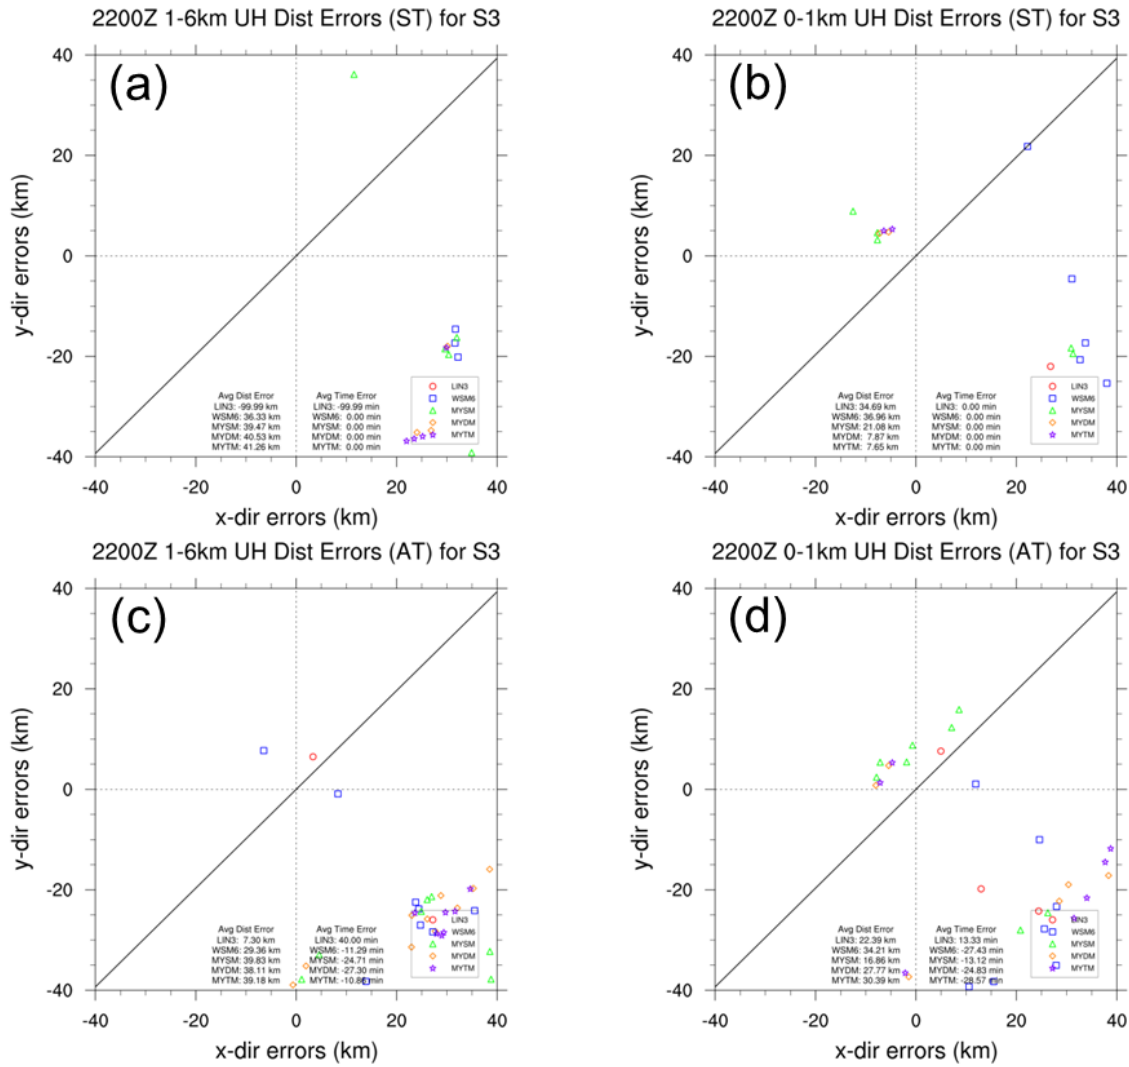 2200Z 1-6km UH Dist Errors (ST) for S3
(a)
40
20
0
-20
-40
y-dir errors (km)
Avg Dist Error
LIN3: -99.99 km
WSM6: 36.33 km
MYSM: 39.47 km
MYDM: 40.53 km
MYTM: 41.26 km
Avg Time Error
LIN3: -99.99 min
WSM6: 0.00 min
MYSM: 0.00 min
MYDM: 0.00 min
MYTM: 0.00 min
LIN3
WSM6
MYSM
MYDM
MYTM
-40 -20 0 20 40
x-dir errors (km)
2200Z 0-1km UH Dist Errors (ST) for S3
(b)
40
20
0
-20
-40
y-dir errors (km)
Avg Dist Error
LIN3: 34.69 km
WSM6: 36.96 km
MYSM: 21.08 km
MYDM: 7.87 km
MYTM: 7.65 km
Avg Time Error
LIN3: 0.00 min
WSM6: 0.00 min
MYSM: 0.00 min
MYDM: 0.00 min
MYTM: 0.00 min
LIN3
WSM6
MYSM
MYDM
MYTM
-40 -20 0 20 40
x-dir errors (km)
2200Z 1-6km UH Dist Errors (AT) for S3
(c)
40
20
0
-20
-40
y-dir errors (km)
Avg Dist Error
LIN3: 7.30 km
WSM6: 29.36 km
MYSM: 39.83 km
MYDM: 38.11 km
MYTM: 39.18 km
Avg Time Error
LIN3: 40.00 min
WSM6: -11.29 min
MYSM: -24.71 min
MYDM: -27.30 min
MYTM: -10.86 min
LIN3
WSM6
MYSM
MYDM
MYTM
-40 -20 0 20 40
x-dir errors (km)
2200Z 0-1km UH Dist Errors (AT) for S3
(d)
40
20
0
-20
-40
y-dir errors (km)
Avg Dist Error
LIN3: 22.39 km
WSM6: 34.21 km
MYSM: 16.86 km
MYDM: 27.77 km
MYTM: 30.39 km
Avg Time Error
LIN3: 13.33 min
WSM6: -27.43 min
MYSM: -13.12 min
MYDM: -24.83 min
MYTM: -28.57 min
LIN3
WSM6
MYSM
MYDM
MYTM
-40 -20 0 20 40
x-dir errors (km)